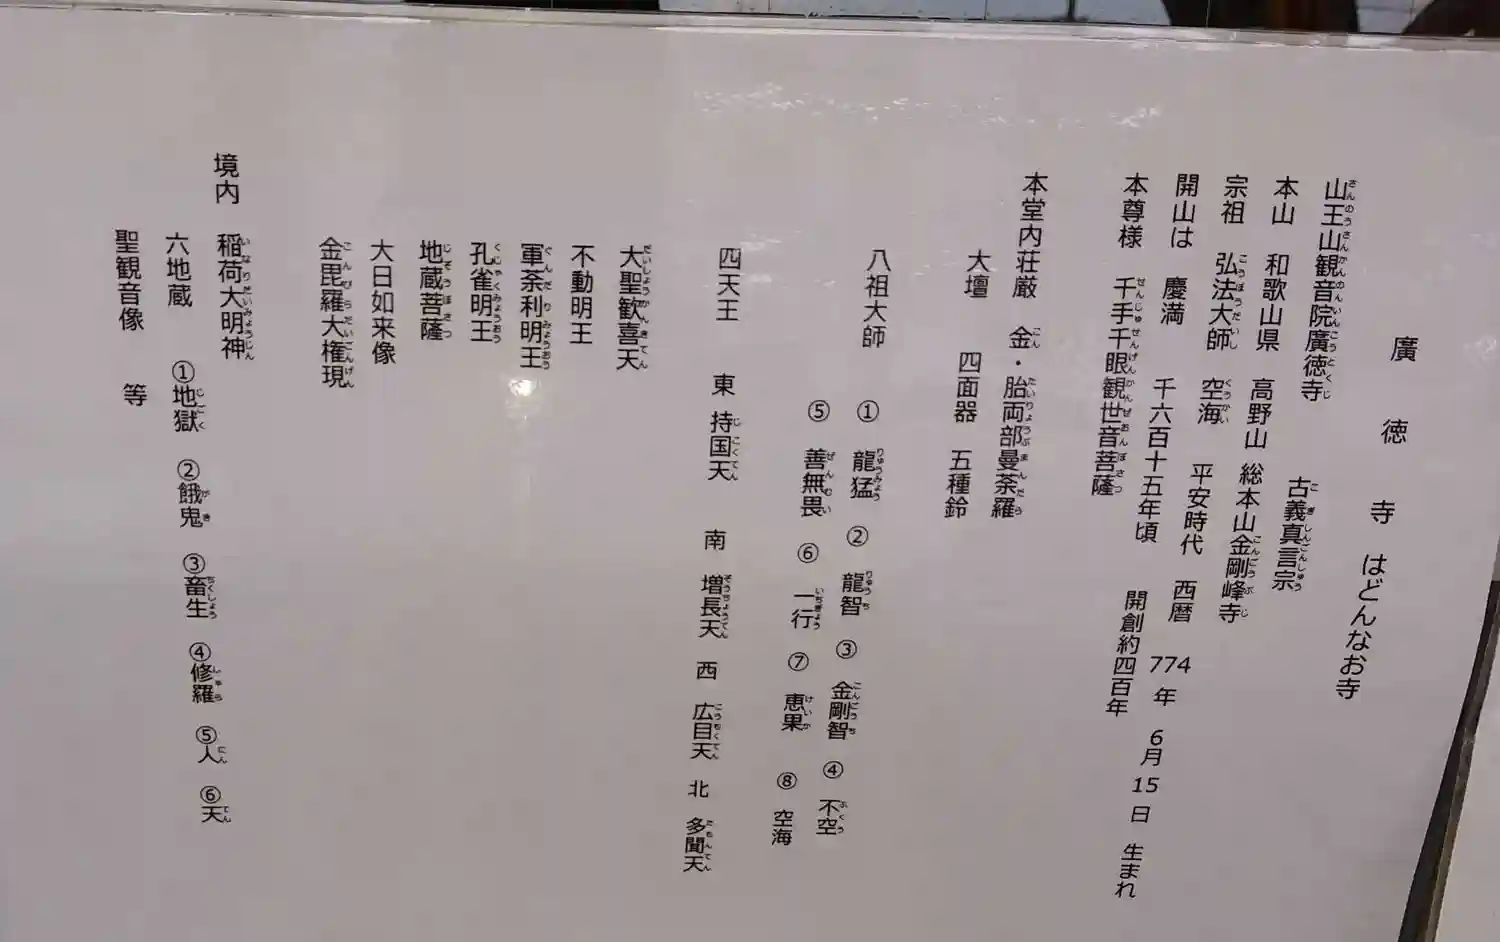 廣徳寺 はどんなお寺
山王山観音院廣徳寺 古義真言宗
本山 和歌山県 高野山 総本山金剛峰寺
宗祖 弘法大師 空海 平安時代 西暦 774年 6月15日 生まれ
開山は 慶満 千六百十五年頃 開創約四百年
本尊様 千手千眼観世音菩薩
本堂内荘厳 金・胎両部曼荼羅
大壇 四面器 五種鈴
八祖大師 ①龍猛 ②龍智 ③金剛智 ④不空
⑤善無畏 ⑥一行 ⑦恵果 ⑧空海
四天王 東 持国天 南 増長天 西 広目天 北 多聞天
大聖歓喜天
不動明王
軍荼利明王
孔雀明王
地蔵菩薩
大日如来像
金毘羅大権現
境内 稲荷大明神
六地蔵 ①地獄 ②餓鬼 ③畜生 ④修羅 ⑤人 ⑥天
聖観音像 等